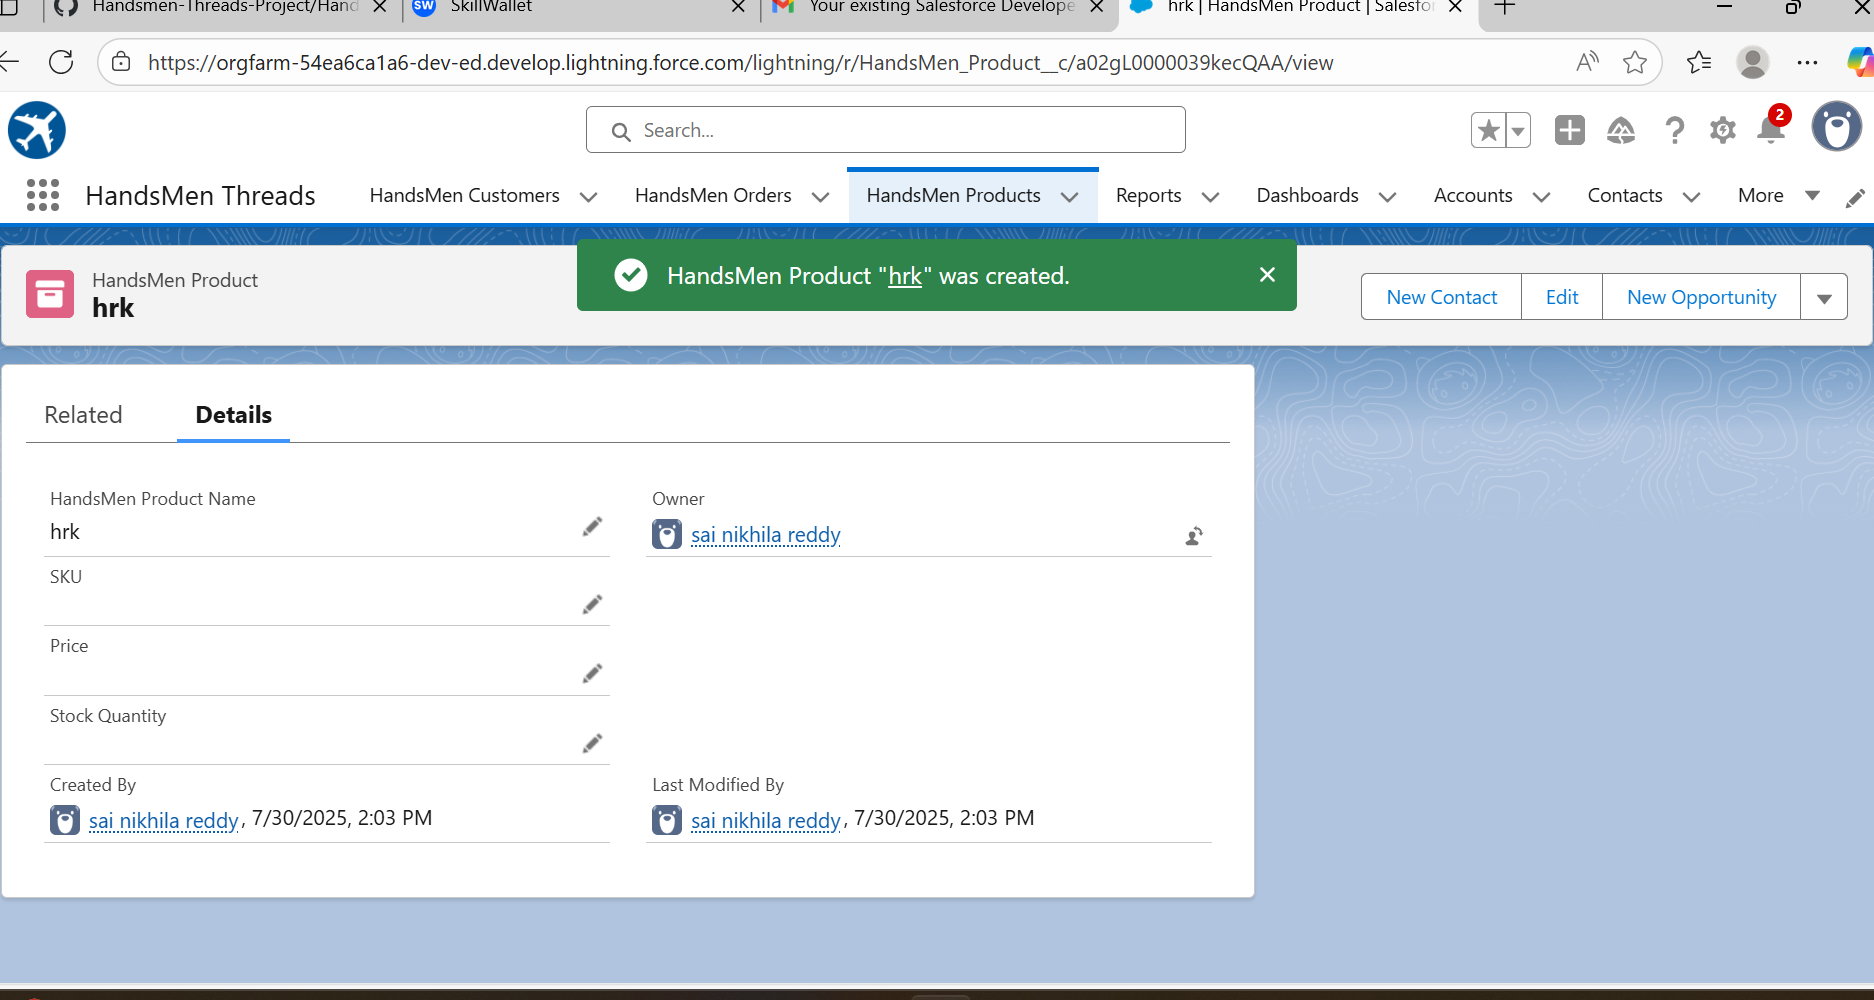 Handsmen-Threads-Project/Hand
SW SkillWallet
Your existing Salesforce Develope
hrk | HandsMen Product | Salesfor
https://orgfarm-54ea6ca1a6-dev-ed.develop.lightning.force.com/lightning/r/HandsMen_Product__c/a02gL0000039kecQAA/view
Search...
2
HandsMen Threads
HandsMen Customers
HandsMen Orders
HandsMen Products
Reports
Dashboards
Accounts
Contacts
More
HandsMen Product
hrk
HandsMen Product "hrk" was created.
New Contact
Edit
New Opportunity
Related
Details
HandsMen Product Name
hrk
Owner
sai nikhila reddy
SKU
Price
Stock Quantity
Created By
sai nikhila reddy, 7/30/2025, 2:03 PM
Last Modified By
sai nikhila reddy, 7/30/2025, 2:03 PM